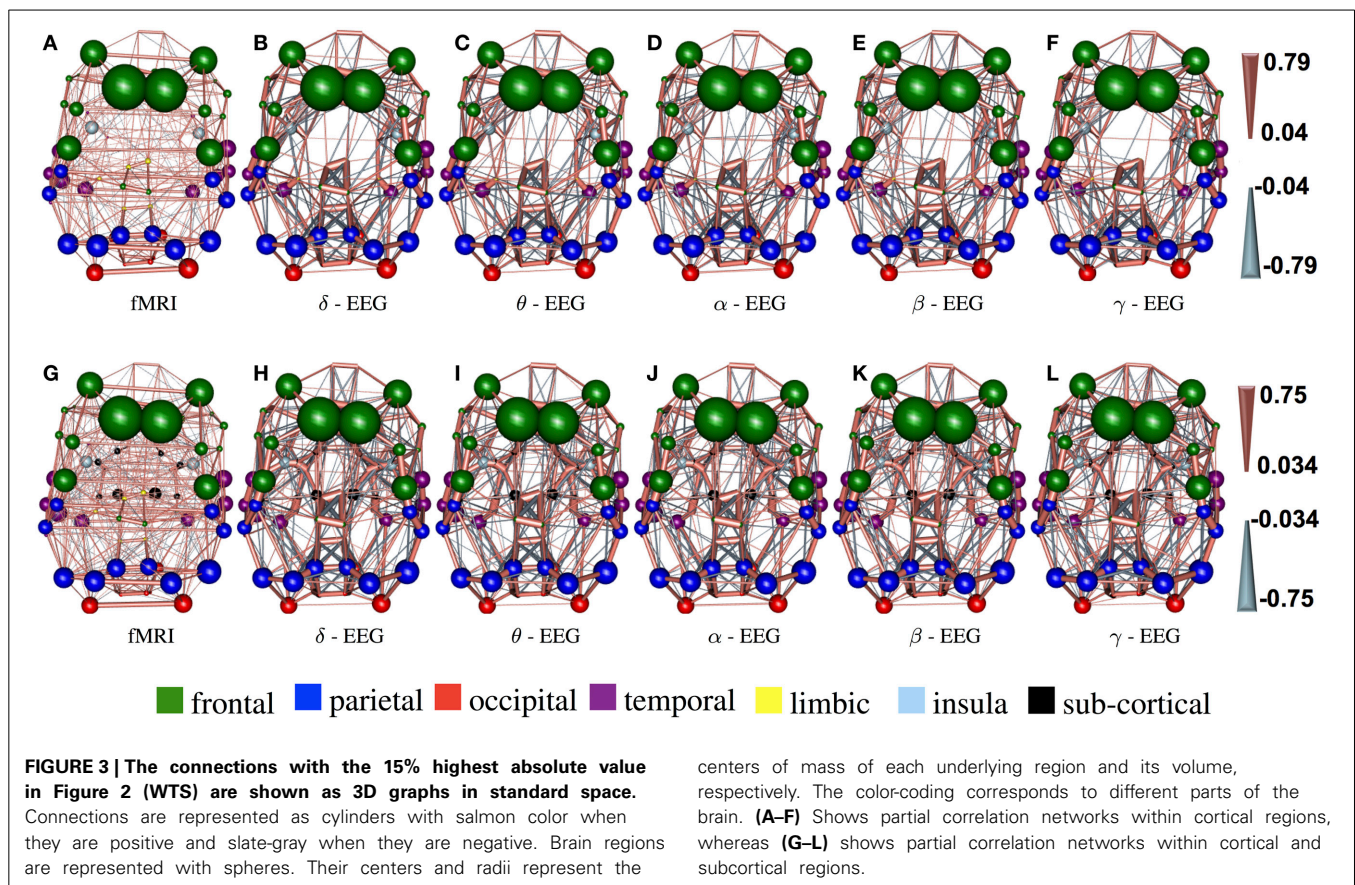 A B C D E F
0.79
0.04
-0.04
-0.79
fMRI δ - EEG θ - EEG α - EEG β - EEG γ - EEG
G H I J K L
0.75
0.034
-0.034
-0.75
fMRI δ - EEG θ - EEG α - EEG β - EEG γ - EEG
frontal parietal occipital temporal limbic insula sub-cortical
FIGURE 3 | The connections with the 15% highest absolute value
in Figure 2 (WTS) are shown as 3D graphs in standard space.
Connections are represented as cylinders with salmon color when
they are positive and slate-gray when they are negative. Brain regions
are represented with spheres. Their centers and radii represent the
centers of mass of each underlying region and its volume,
respectively. The color-coding corresponds to different parts of the
brain. (A–F) Shows partial correlation networks within cortical regions,
whereas (G–L) shows partial correlation networks within cortical and
subcortical regions.